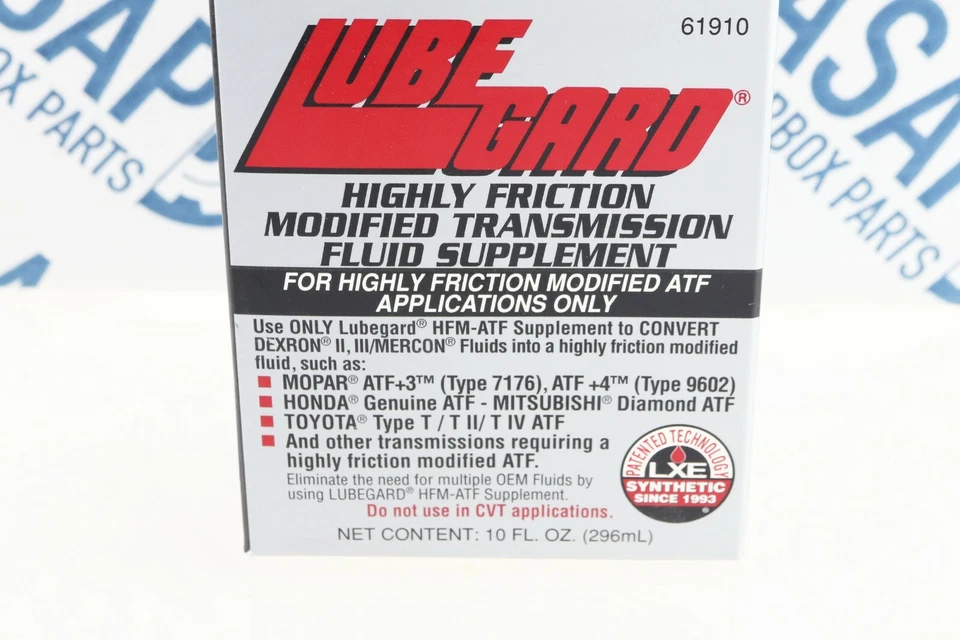 61910
LUBE
GARD®
HIGHLY FRICTION
MODIFIED TRANSMISSION
FLUID SUPPLEMENT
FOR HIGHLY FRICTION MODIFIED ATF
APPLICATIONS ONLY
Use ONLY Lubegard® HFM-ATF Supplement to CONVERT
DEXRON® II, III/MERCON® Fluids into a highly friction modified
fluid, such as:
MOPAR® ATF+3™ (Type 7176), ATF +4™ (Type 9602)
HONDA® Genuine ATF - MITSUBISHI® Diamond ATF
TOYOTA® Type T / T II/ T IV ATF
And other transmissions requiring a
highly friction modified ATF.
Eliminate the need for multiple OEM Fluids by
using LUBEGARD® HFM-ATF Supplement.
Do not use in CVT applications.
NET CONTENT: 10 FL. OZ. (296mL)
PATENTED TECHNOLOGY
LXE
SYNTHETIC
SINCE 1993
®
PARTS
PARTS